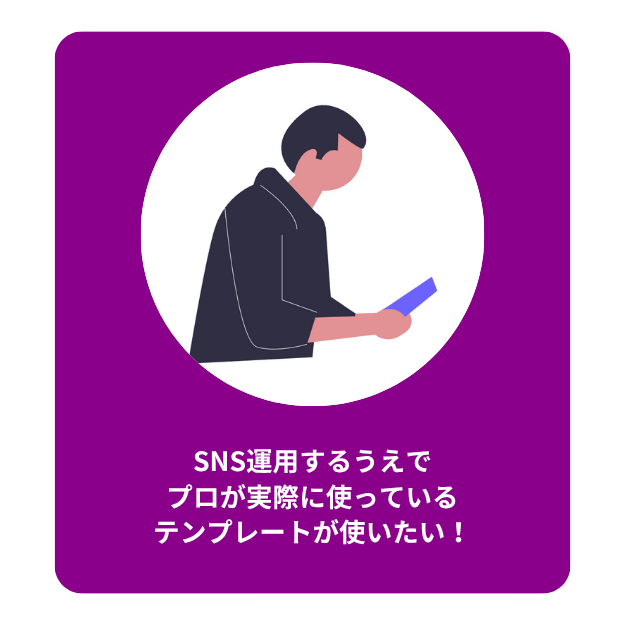 SNS運用するうえで
プロが実際に使っている
テンプレートが使いたい！